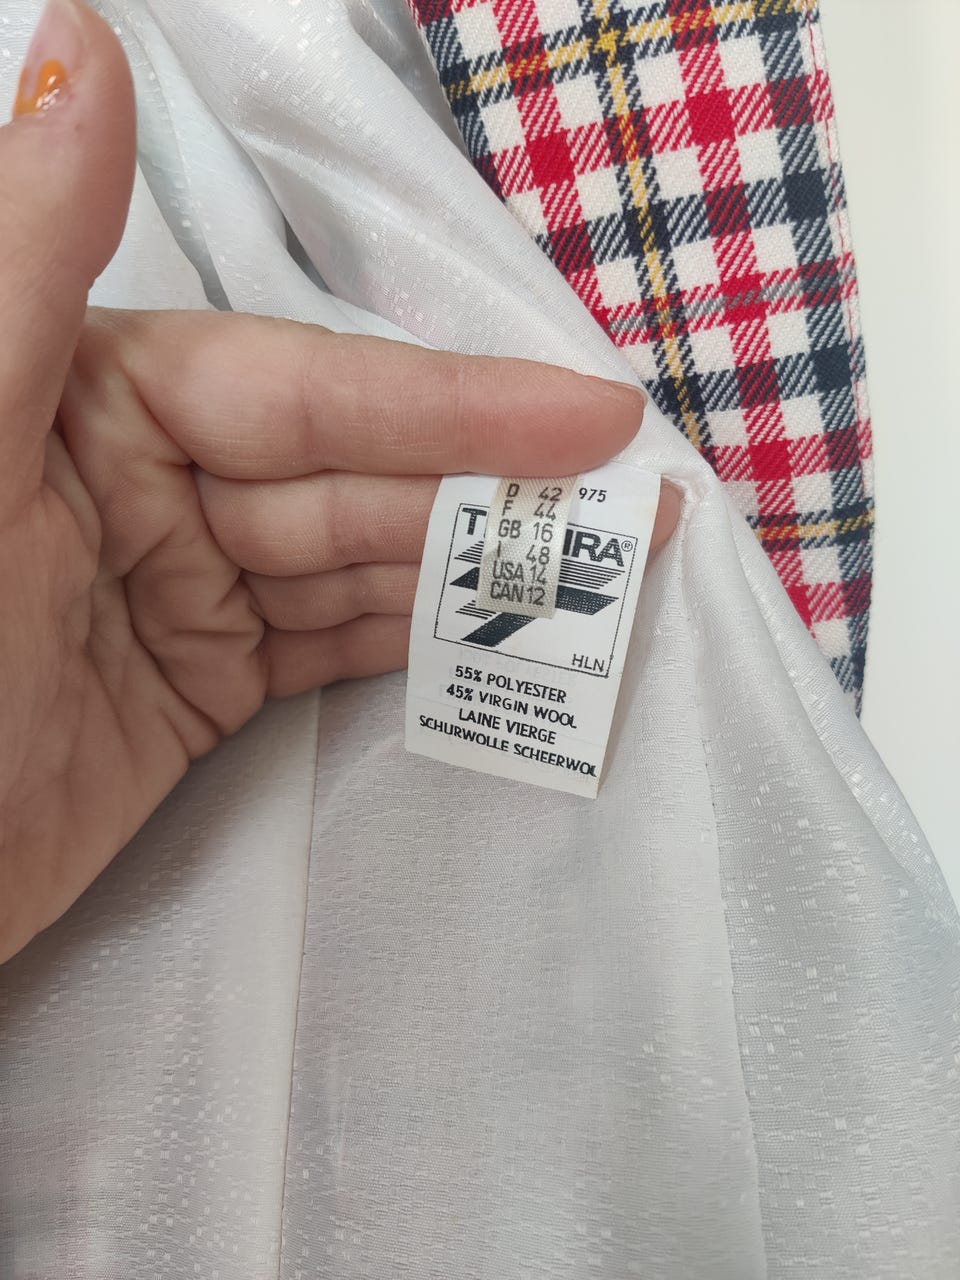 D 42
F 44
GB 16
I 48
USA 14
CAN 12
975
HLN
55% POLYESTER
45% VIRGIN WOOL
LAINE VIERGE
SCHURWOLLE SCHEERWOL